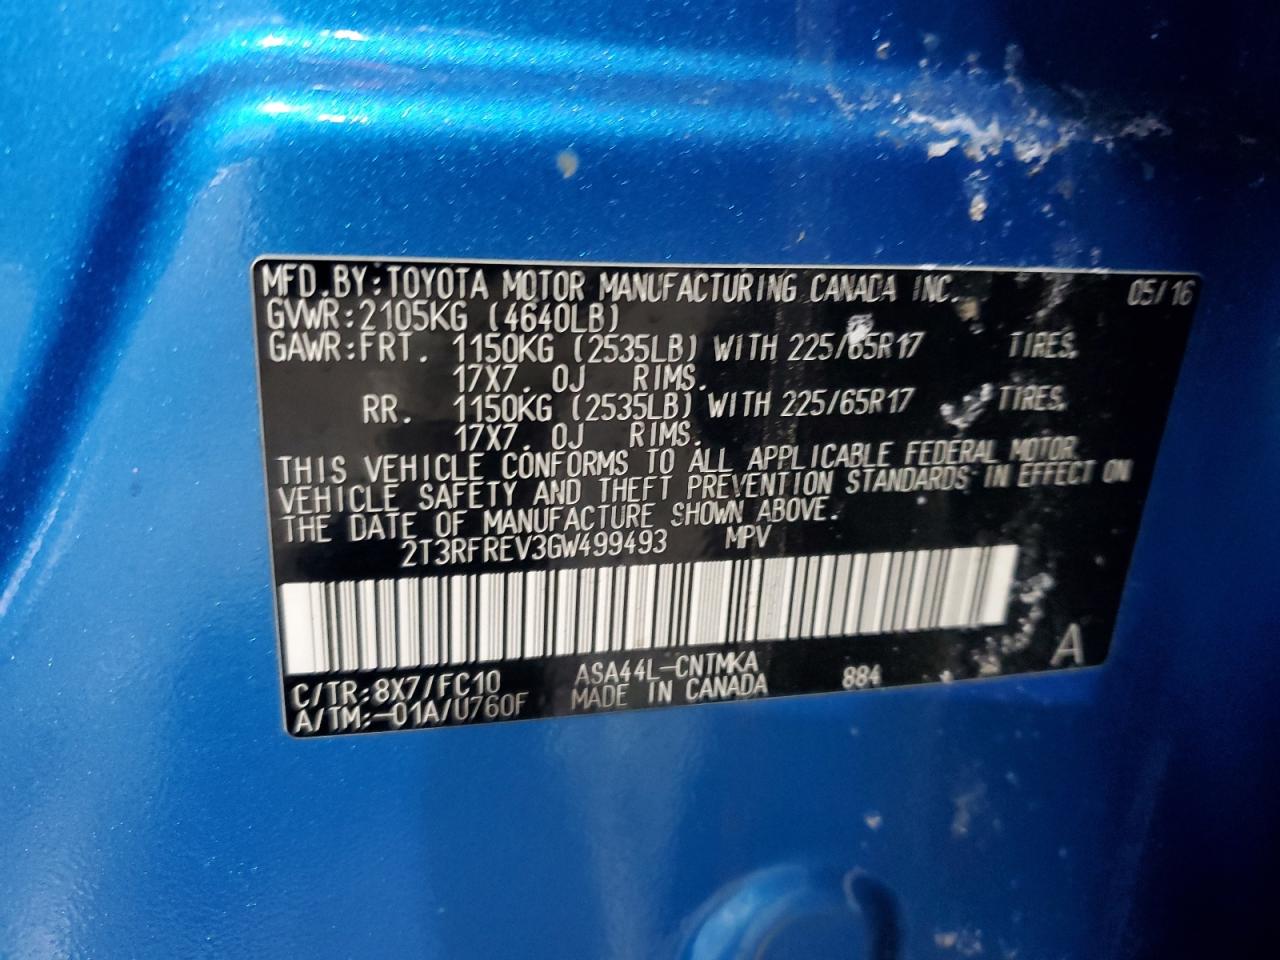 MFD.BY:TOYOTA MOTOR MANUFACTURING CANADA INC. 05/16
GVWR:2105KG (4640LB)
GAWR:FRT. 1150KG (2535LB) WITH 225/65R17 TIRES.
17X7.0J RIMS.
RR. 1150KG (2535LB) WITH 225/65R17 TIRES.
17X7.0J RIMS.
THIS VEHICLE CONFORMS TO ALL APPLICABLE FEDERAL MOTOR
VEHICLE SAFETY AND THEFT PREVENTION STANDARDS IN EFFECT ON
THE DATE OF MANUFACTURE SHOWN ABOVE.
2T3RFREV3GW499493 MPV
C/TR:8X7/FC10 ASA44L-CNTMKA 884 A
A/TM:-01A/U760F MADE IN CANADA